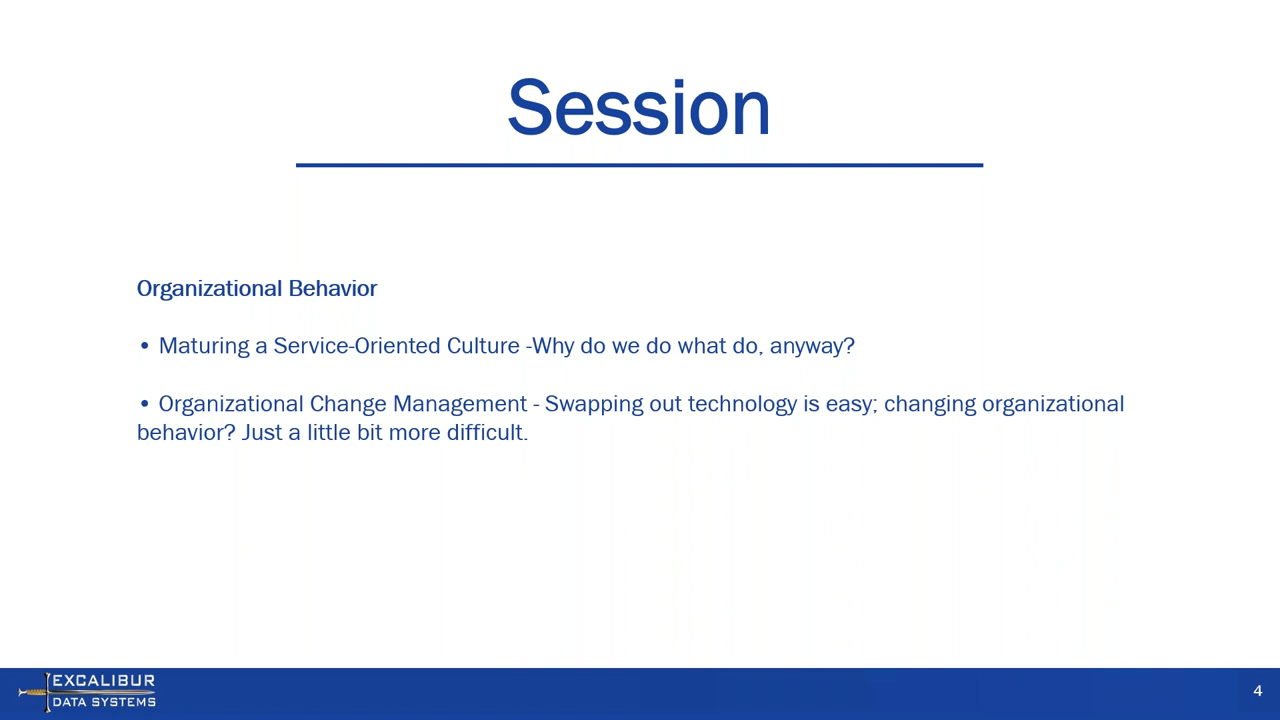 Session
Organizational Behavior
• Maturing a Service-Oriented Culture -Why do we do what do, anyway?
• Organizational Change Management - Swapping out technology is easy; changing organizational
behavior? Just a little bit more difficult.
EXCALIBUR
DATA SYSTEMS
4